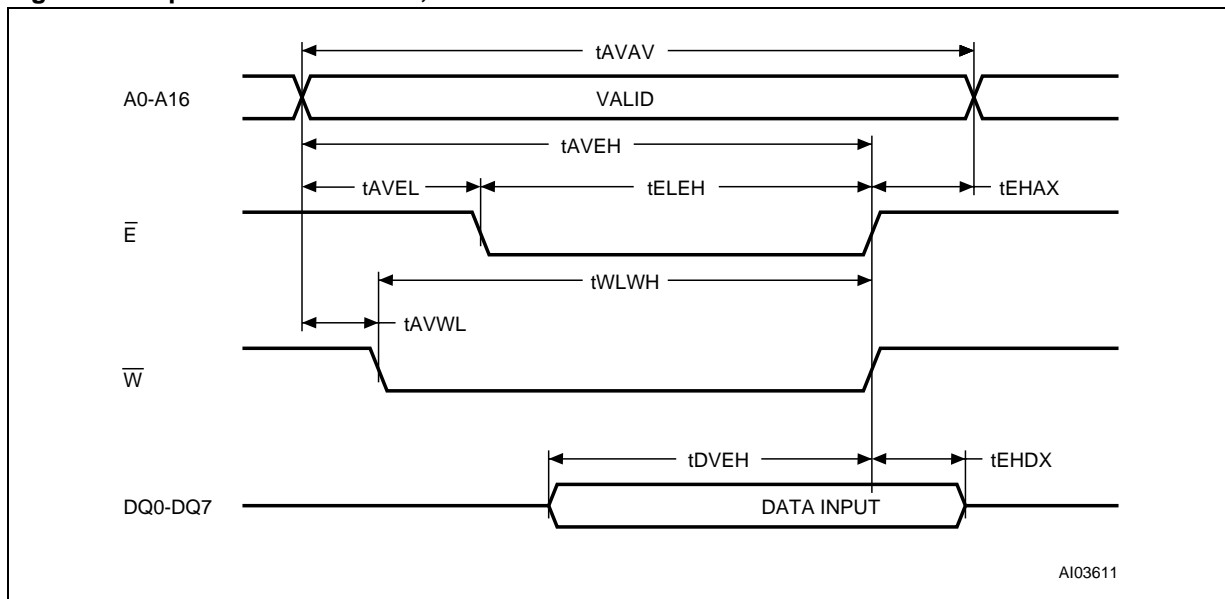 tAVAV
A0-A16
VALID
tAVEH
tAVEL
tELEH
tEHAX
E̅
tWLWH
tAVWL
W̅
tDVEH
tEHDX
DQ0-DQ7
DATA INPUT
AI03611